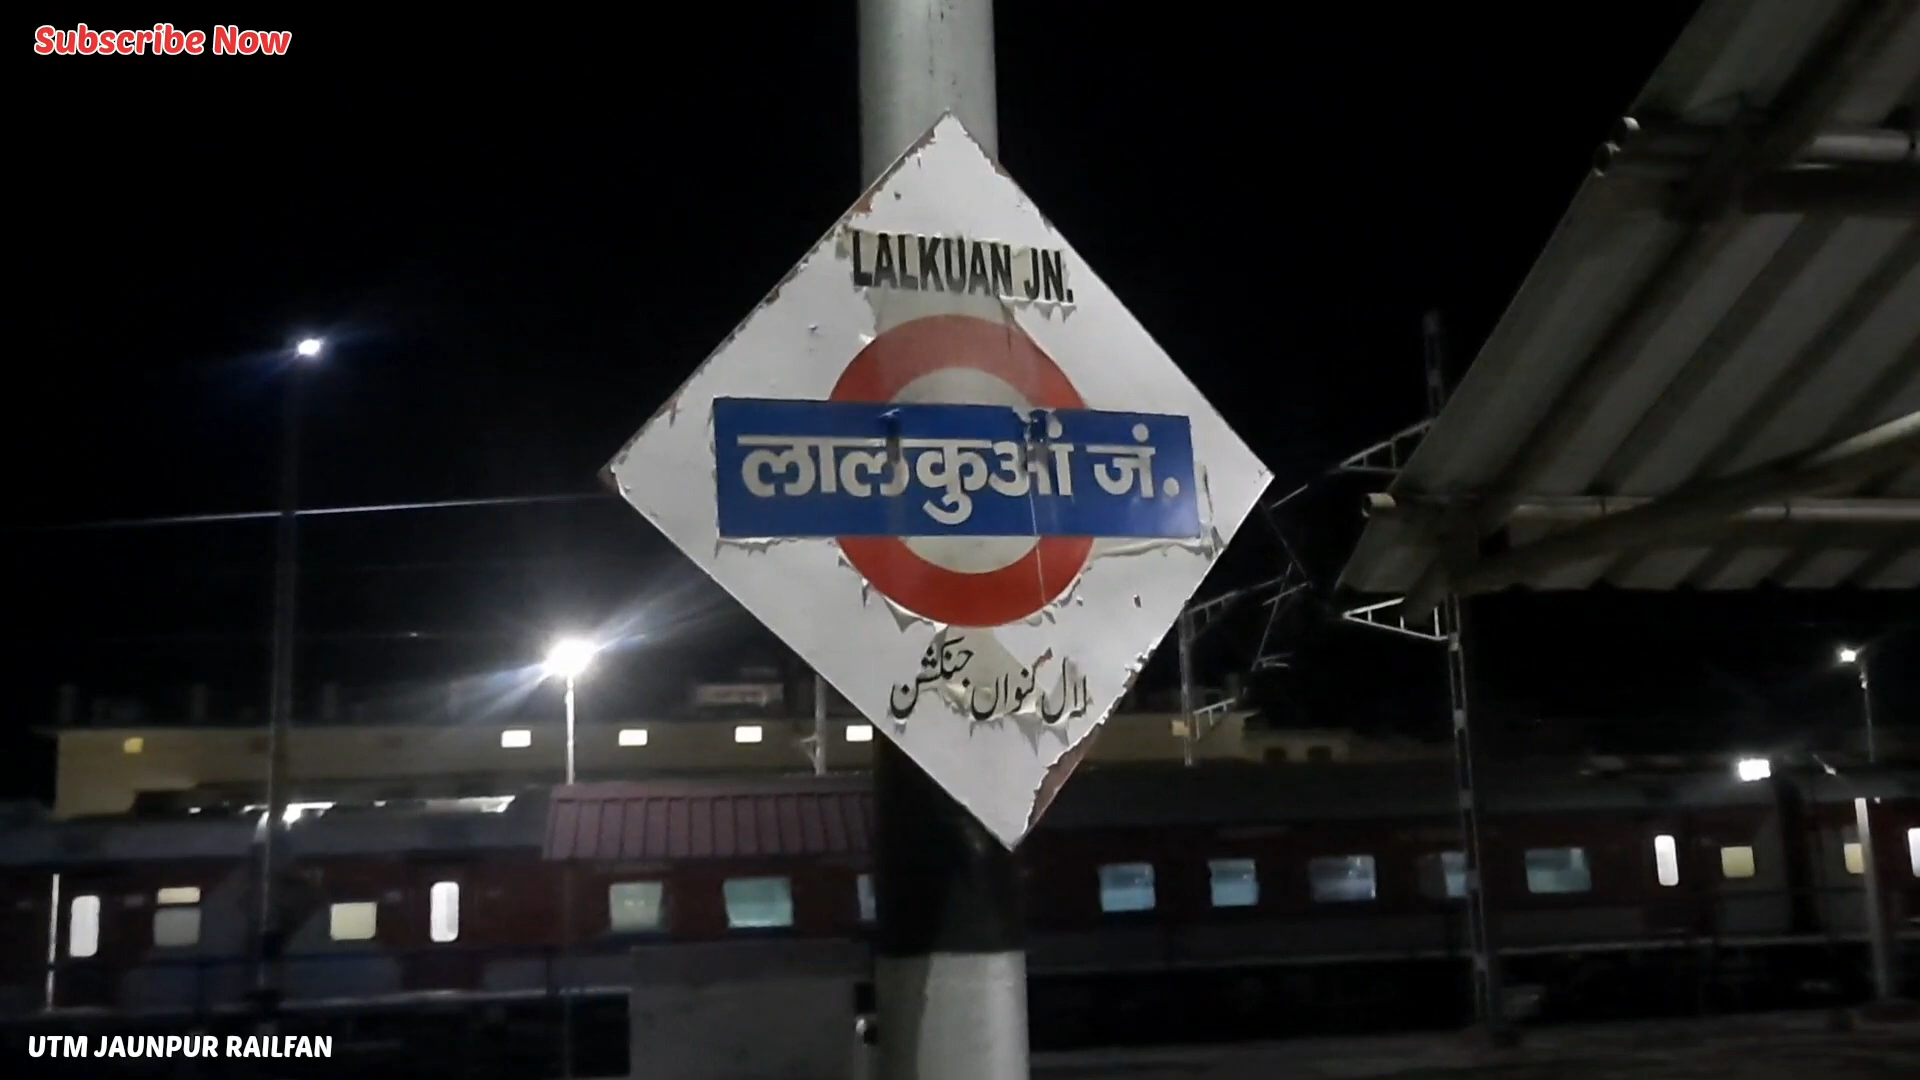 Subscribe Now
LALKUAN JN.
लालकुआं जं.
لال کنواں جنکشن
UTM JAUNPUR RAILFAN